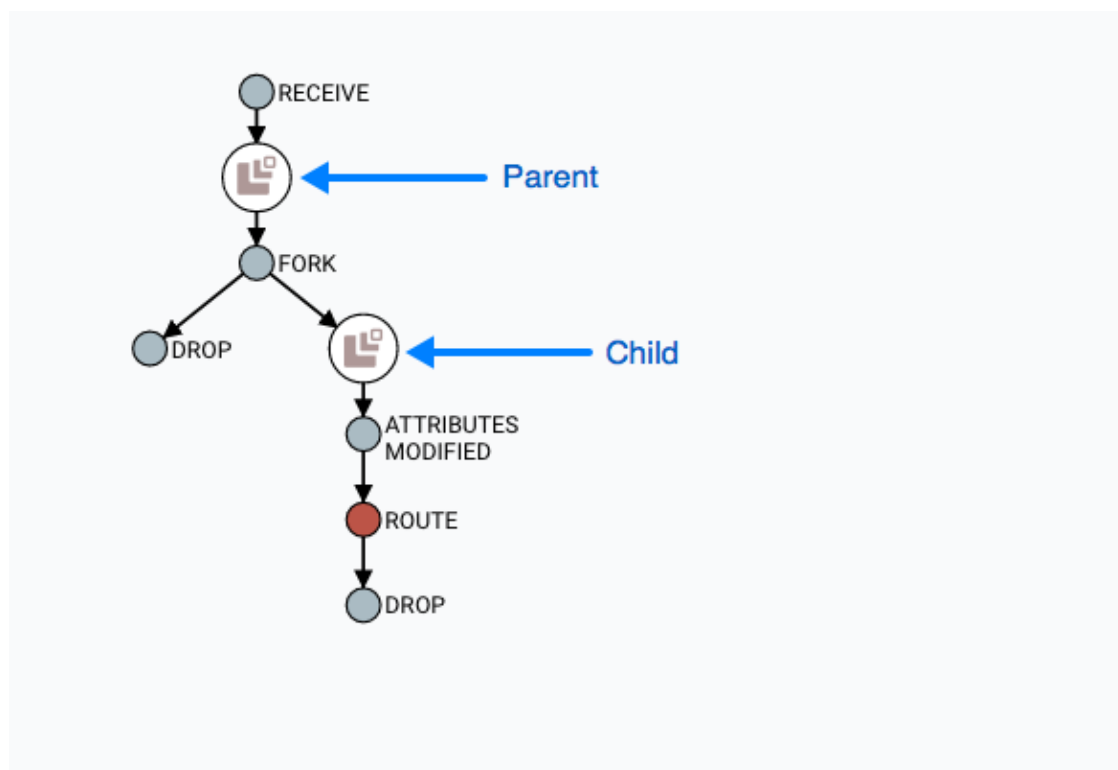 RECEIVE
Parent
FORK
DROP
Child
ATTRIBUTES
MODIFIED
ROUTE
DROP